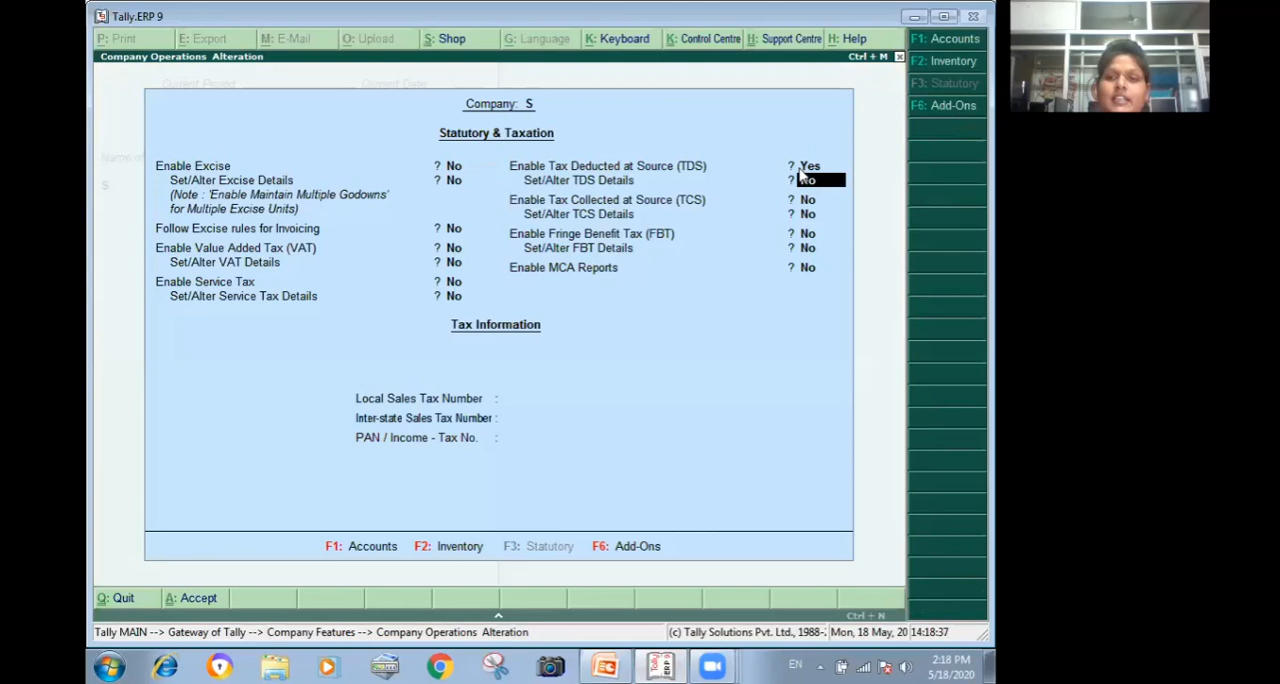 Tally.ERP 9
P: Print E: Export M: E-Mail O: Upload S: Shop G: Language K: Keyboard K: Control Centre H: Support Centre H: Help
F1: Accounts
F2: Inventory
F3: Statutory
F6: Add-Ons
Company Operations Alteration Ctrl + M
Company: S
Statutory & Taxation
Enable Excise ? No
Set/Alter Excise Details ? No
(Note : 'Enable Maintain Multiple Godowns'
for Multiple Excise Units)
Follow Excise rules for Invoicing ? No
Enable Value Added Tax (VAT) ? No
Set/Alter VAT Details ? No
Enable Service Tax ? No
Set/Alter Service Tax Details ? No
Enable Tax Deducted at Source (TDS) ? Yes
Set/Alter TDS Details ? No
Enable Tax Collected at Source (TCS) ? No
Set/Alter TCS Details ? No
Enable Fringe Benefit Tax (FBT) ? No
Set/Alter FBT Details ? No
Enable MCA Reports ? No
Tax Information
Local Sales Tax Number :
Inter-state Sales Tax Number :
PAN / Income - Tax No. :
F1: Accounts F2: Inventory F3: Statutory F6: Add-Ons
Q: Quit A: Accept
Ctrl + N
Tally MAIN --> Gateway of Tally --> Company Features --> Company Operations Alteration (c) Tally Solutions Pvt. Ltd., 1988-2 Mon, 18 May, 20 14:18:37
EN 2:18 PM
5/18/2020